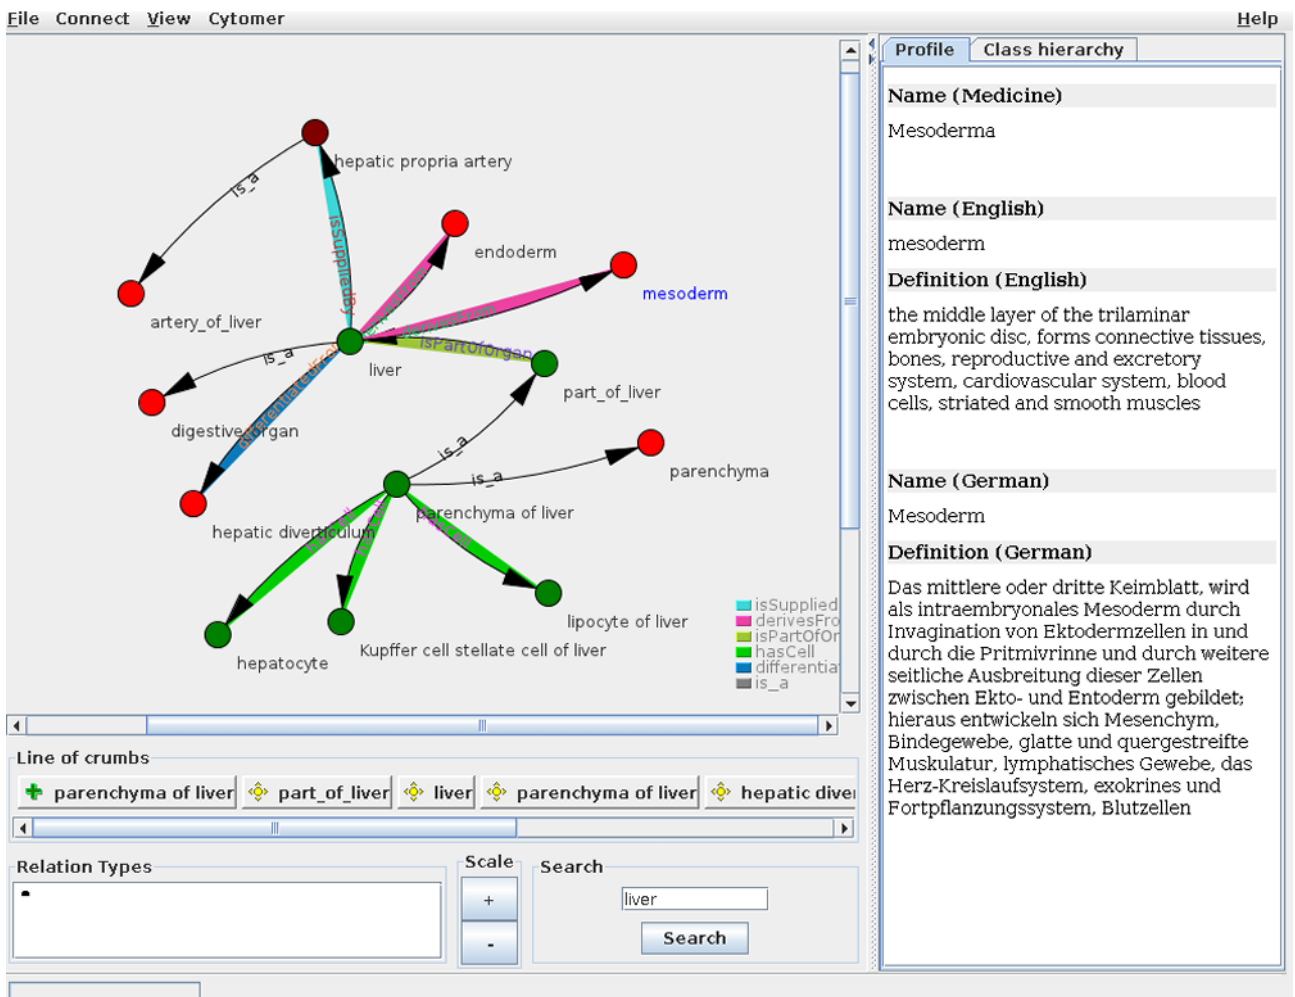 File Connect View Cytomer Help
hepatic propria artery
is_a
isSuppliedBy
endoderm
mesoderm
artery_of_liver
is_a
isPartOfOrgan
liver
part_of_liver
differentiatedFrom
digestive organ
is_a
is_a
parenchyma
parenchyma of liver
hepatic diverticulum
hasCell
hasCell
hasCell
lipocyte of liver
Kupffer cell stellate cell of liver
hepatocyte
isSupplied
derivesFro
isPartOfOr
hasCell
differentia
is_a
Line of crumbs
parenchyma of liver part_of_liver liver parenchyma of liver hepatic diver
Relation Types
Scale
+
-
Search
liver
Search
Profile Class hierarchy
Name (Medicine)
Mesoderma
Name (English)
mesoderm
Definition (English)
the middle layer of the trilaminar
embryonic disc, forms connective tissues,
bones, reproductive and excretory
system, cardiovascular system, blood
cells, striated and smooth muscles
Name (German)
Mesoderm
Definition (German)
Das mittlere oder dritte Keimblatt, wird
als intraembryonales Mesoderm durch
Invagination von Ektodermzellen in und
durch die Pritmivrinne und durch weitere
seitliche Ausbreitung dieser Zellen
zwischen Ekto- und Entoderm gebildet;
hieraus entwickeln sich Mesenchym,
Bindegewebe, glatte und quergestreifte
Muskulatur, lymphatisches Gewebe, das
Herz-Kreislaufsystem, exokrines und
Fortpflanzungssystem, Blutzellen